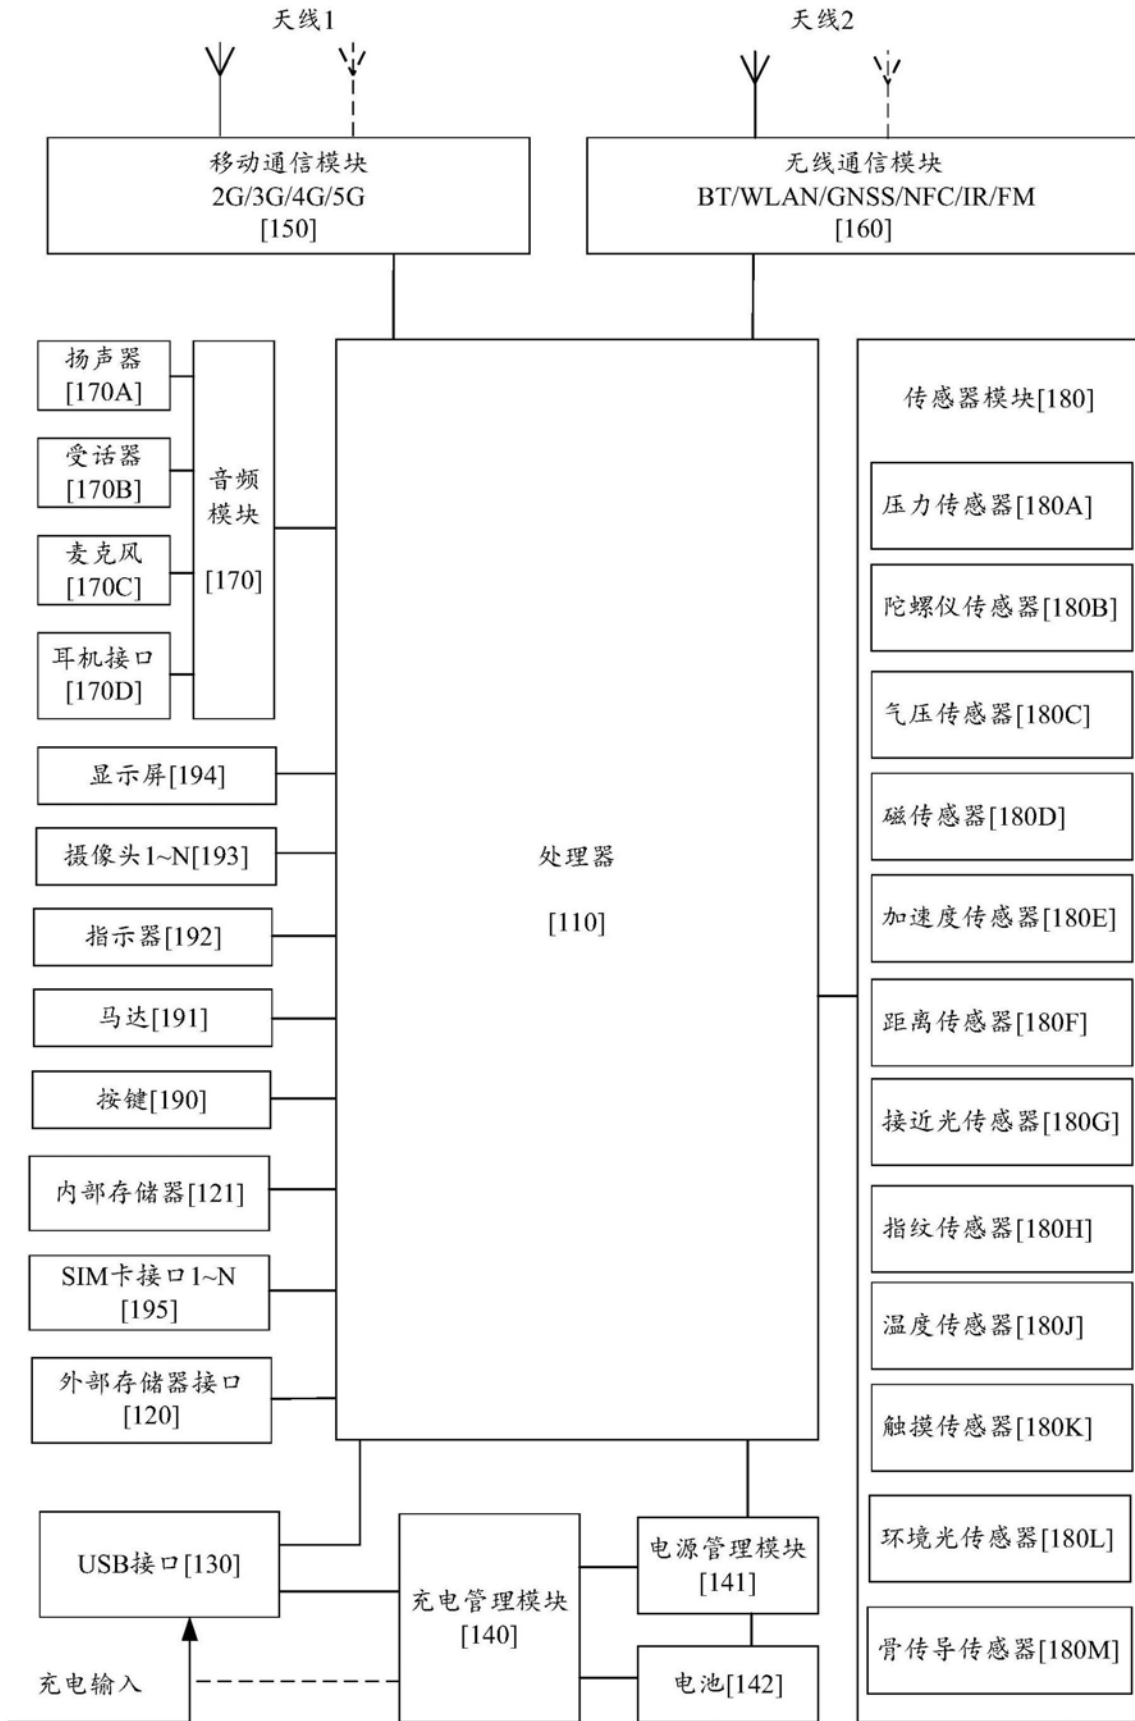 天线1
天线2
移动通信模块
2G/3G/4G/5G
[150]
无线通信模块
BT/WLAN/GNSS/NFC/IR/FM
[160]
扬声器
[170A]
受话器
[170B]
麦克风
[170C]
耳机接口
[170D]
音频
模块
[170]
显示屏[194]
摄像头1~N[193]
指示器[192]
马达[191]
按键[190]
内部存储器[121]
SIM卡接口1~N
[195]
外部存储器接口
[120]
处理器
[110]
传感器模块[180]
压力传感器[180A]
陀螺仪传感器[180B]
气压传感器[180C]
磁传感器[180D]
加速度传感器[180E]
距离传感器[180F]
接近光传感器[180G]
指纹传感器[180H]
温度传感器[180J]
触摸传感器[180K]
环境光传感器[180L]
骨传导传感器[180M]
USB接口[130]
充电输入
充电管理模块
[140]
电源管理模块
[141]
电池[142]